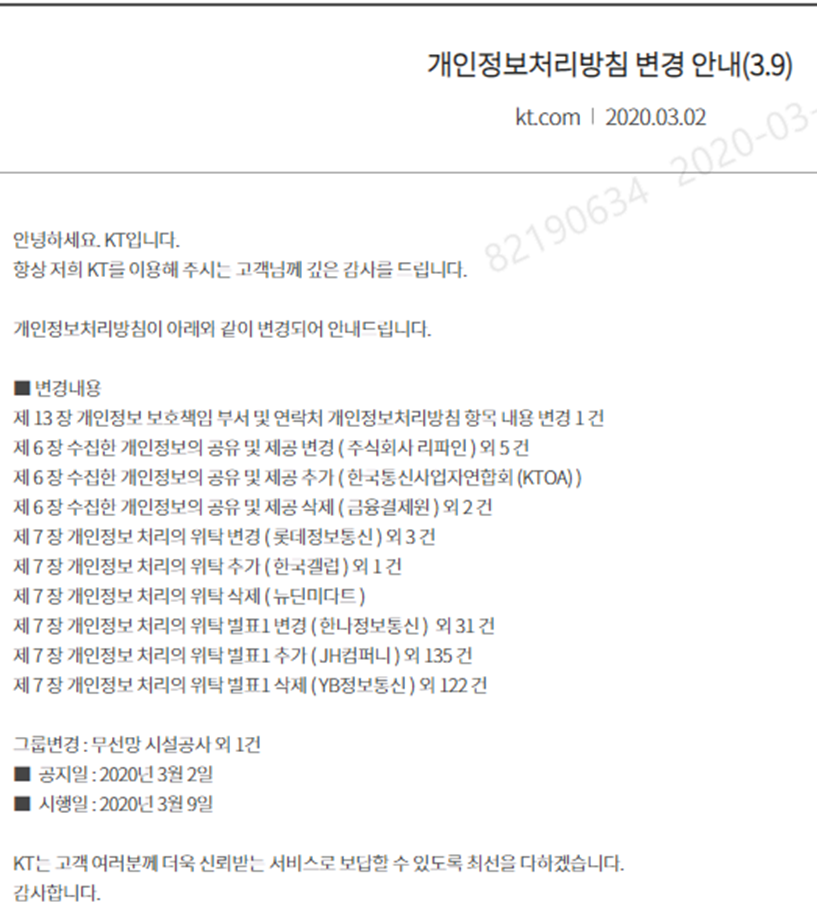 개인정보처리방침 변경 안내(3.9)
kt.com | 2020.03.02
82190634 2020-03-
안녕하세요. KT입니다.
항상 저희 KT를 이용해 주시는 고객님께 깊은 감사를 드립니다.
개인정보처리방침이 아래와 같이 변경되어 안내드립니다.
■ 변경내용
제 13 장 개인정보 보호책임 부서 및 연락처 개인정보처리방침 항목 내용 변경 1 건
제 6 장 수집한 개인정보의 공유 및 제공 변경 ( 주식회사 리파인 ) 외 5 건
제 6 장 수집한 개인정보의 공유 및 제공 추가 ( 한국통신사업자연합회 (KTOA) )
제 6 장 수집한 개인정보의 공유 및 제공 삭제 ( 금융결제원 ) 외 2 건
제 7 장 개인정보 처리의 위탁 변경 ( 롯데정보통신 ) 외 3 건
제 7 장 개인정보 처리의 위탁 추가 ( 한국갤럽 ) 외 1 건
제 7 장 개인정보 처리의 위탁 삭제 ( 뉴딘미다트 )
제 7 장 개인정보 처리의 위탁 별표1 변경 ( 한나정보통신 ) 외 31 건
제 7 장 개인정보 처리의 위탁 별표1 추가 ( JH컴퍼니 ) 외 135 건
제 7 장 개인정보 처리의 위탁 별표1 삭제 ( YB정보통신 ) 외 122 건
그룹변경 : 무선망 시설공사 외 1건
■ 공지일 : 2020년 3월 2일
■ 시행일 : 2020년 3월 9일
KT는 고객 여러분께 더욱 신뢰받는 서비스로 보답할 수 있도록 최선을 다하겠습니다.
감사합니다.